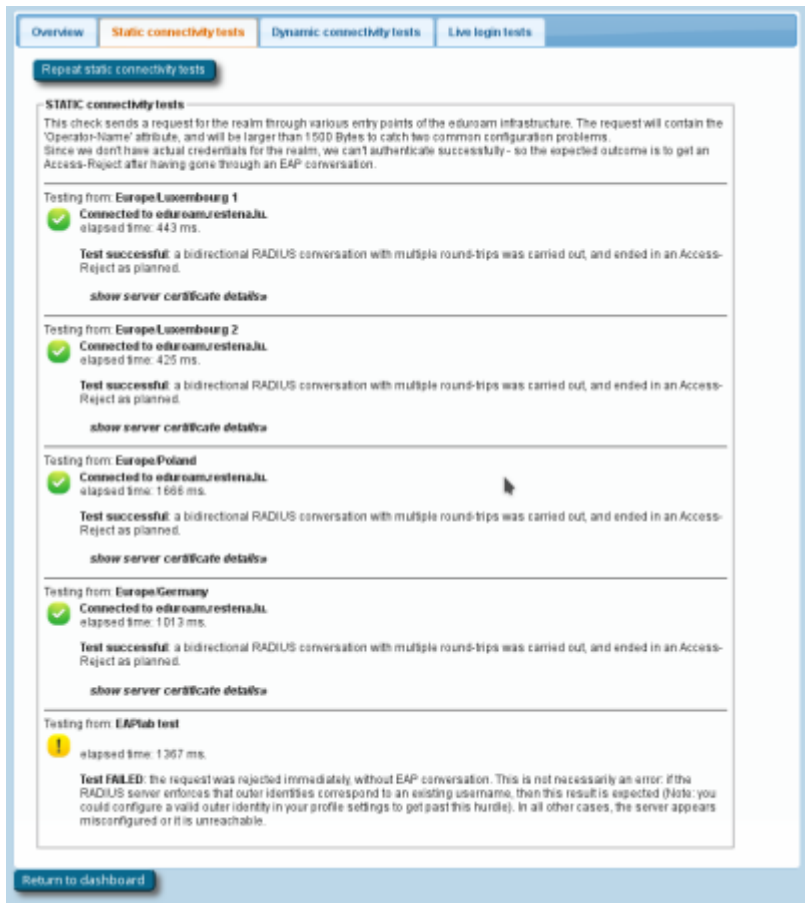 Overview
Static connectivity tests
Dynamic connectivity tests
Live login tests
Repeat static connectivity tests
STATIC connectivity tests
This check sends a request for the realm through various entry points of the eduroam infrastructure. The request will contain the
'Operator-Name' attribute, and will be larger than 1500 Bytes to catch two common configuration problems.
Since we don't have actual credentials for the realm, we can't authenticate successfully - so the expected outcome is to get an
Access-Reject after having gone through an EAP conversation.
Testing from: Europe/Luxembourg 1
Connected to eduroam.restena.lu.
elapsed time: 443 ms.
Test successful: a bidirectional RADIUS conversation with multiple round-trips was carried out, and ended in an Access-
Reject as planned.
show server certificate details»
Testing from: Europe/Luxembourg 2
Connected to eduroam.restena.lu.
elapsed time: 425 ms.
Test successful: a bidirectional RADIUS conversation with multiple round-trips was carried out, and ended in an Access-
Reject as planned.
show server certificate details»
Testing from: Europe/Poland
Connected to eduroam.restena.lu.
elapsed time: 1666 ms.
Test successful: a bidirectional RADIUS conversation with multiple round-trips was carried out, and ended in an Access-
Reject as planned.
show server certificate details»
Testing from: Europe/Germany
Connected to eduroam.restena.lu.
elapsed time: 1013 ms.
Test successful: a bidirectional RADIUS conversation with multiple round-trips was carried out, and ended in an Access-
Reject as planned.
show server certificate details»
Testing from: EAPlab test
elapsed time: 1367 ms.
Test FAILED: the request was rejected immediately, without EAP conversation. This is not necessarily an error: if the
RADIUS server enforces that outer identities correspond to an existing username, then this result is expected (Note: you
could configure a valid outer identity in your profile settings to get past this hurdle). In all other cases, the server appears
misconfigured or it is unreachable.
Return to dashboard